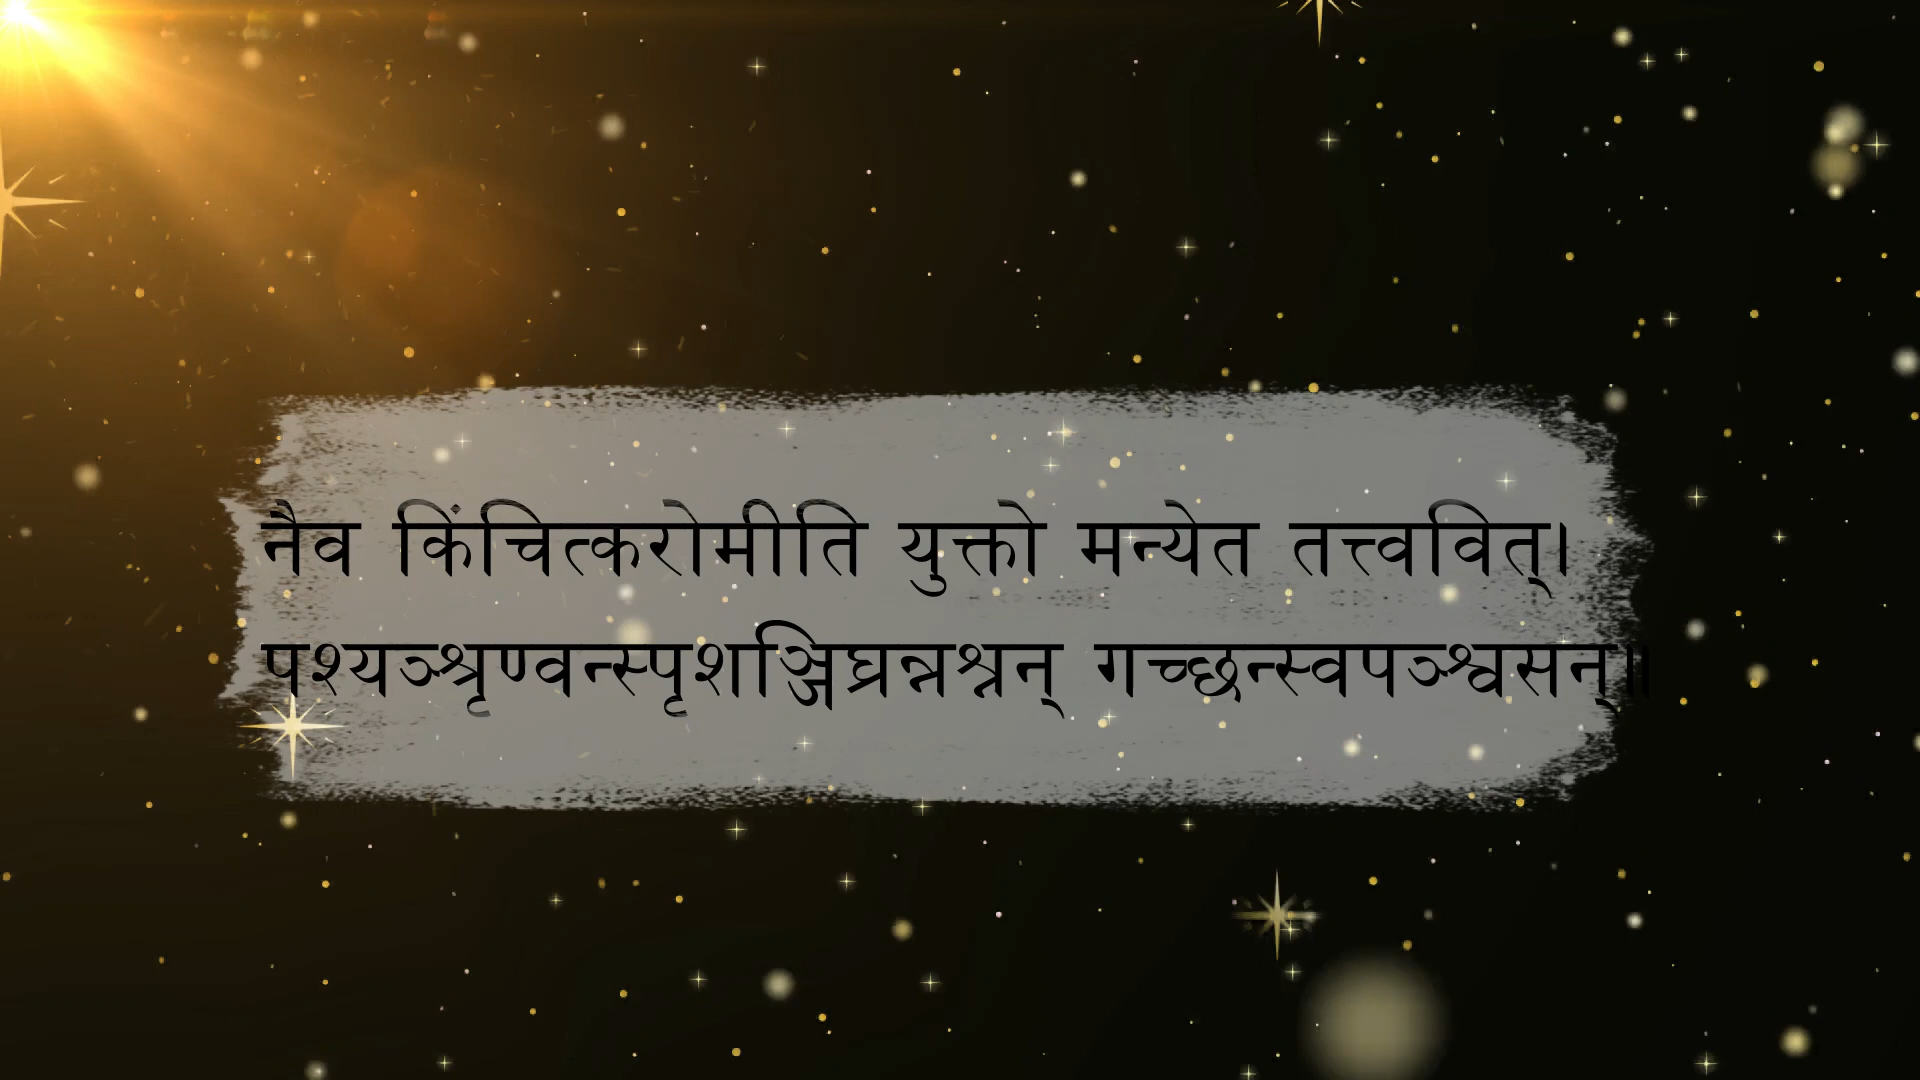 नैव किंचित्करोमीति युक्तो मन्येत तत्त्ववित्।
पश्यञ्श्रृण्वन्स्पृशञ्जिघ्रन्नश्नन् गच्छन्स्वपञ्श्वसन्॥